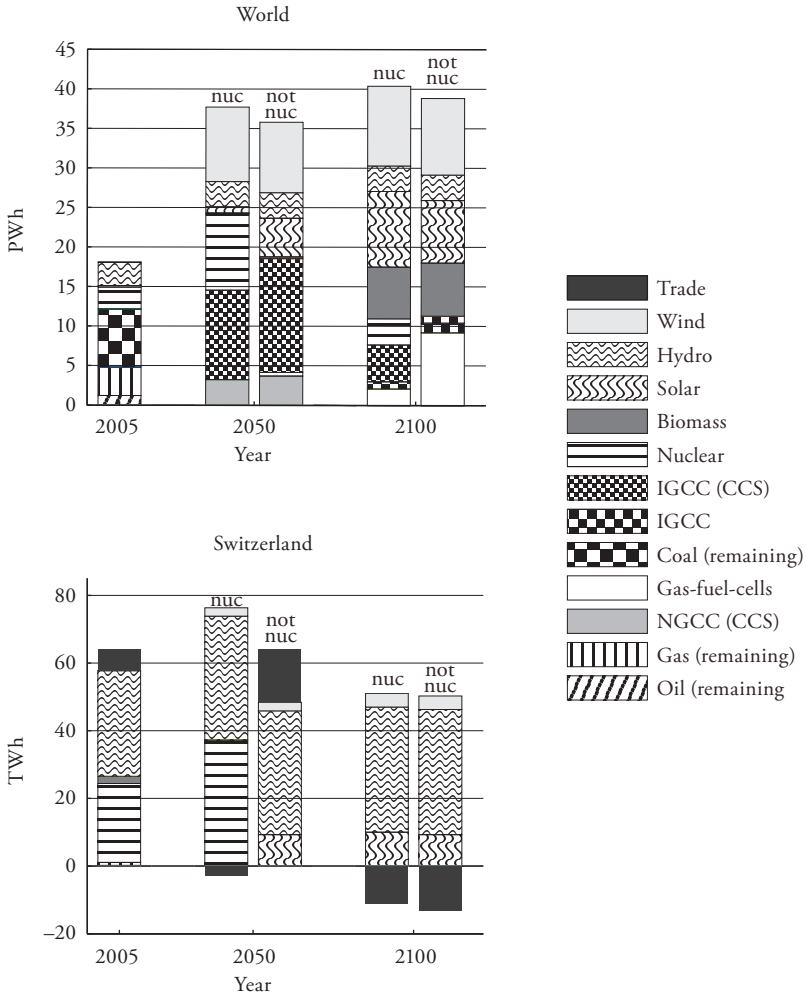 World
45
40
35
30
25
20
15
10
5
0
PWh
nuc
not
nuc
nuc
not
nuc
2005
2050
2100
Year
Trade
Wind
Hydro
Solar
Biomass
Nuclear
IGCC (CCS)
IGCC
Coal (remaining)
Gas-fuel-cells
NGCC (CCS)
Gas (remaining)
Oil (remaining
Switzerland
80
60
40
20
0
–20
TWh
nuc
not
nuc
nuc
not
nuc
2005
2050
2100
Year